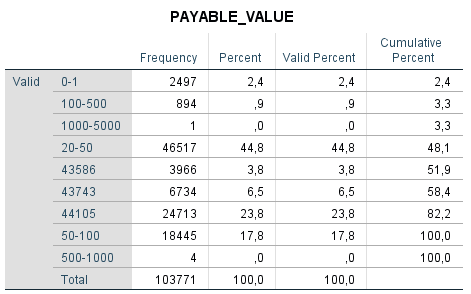 PAYABLE_VALUE
Frequency Percent Valid Percent Cumulative Percent
Valid 0-1 2497 2,4 2,4 2,4
100-500 894 ,9 ,9 3,3
1000-5000 1 ,0 ,0 3,3
20-50 46517 44,8 44,8 48,1
43586 3966 3,8 3,8 51,9
43743 6734 6,5 6,5 58,4
44105 24713 23,8 23,8 82,2
50-100 18445 17,8 17,8 100,0
500-1000 4 ,0 ,0 100,0
Total 103771 100,0 100,0